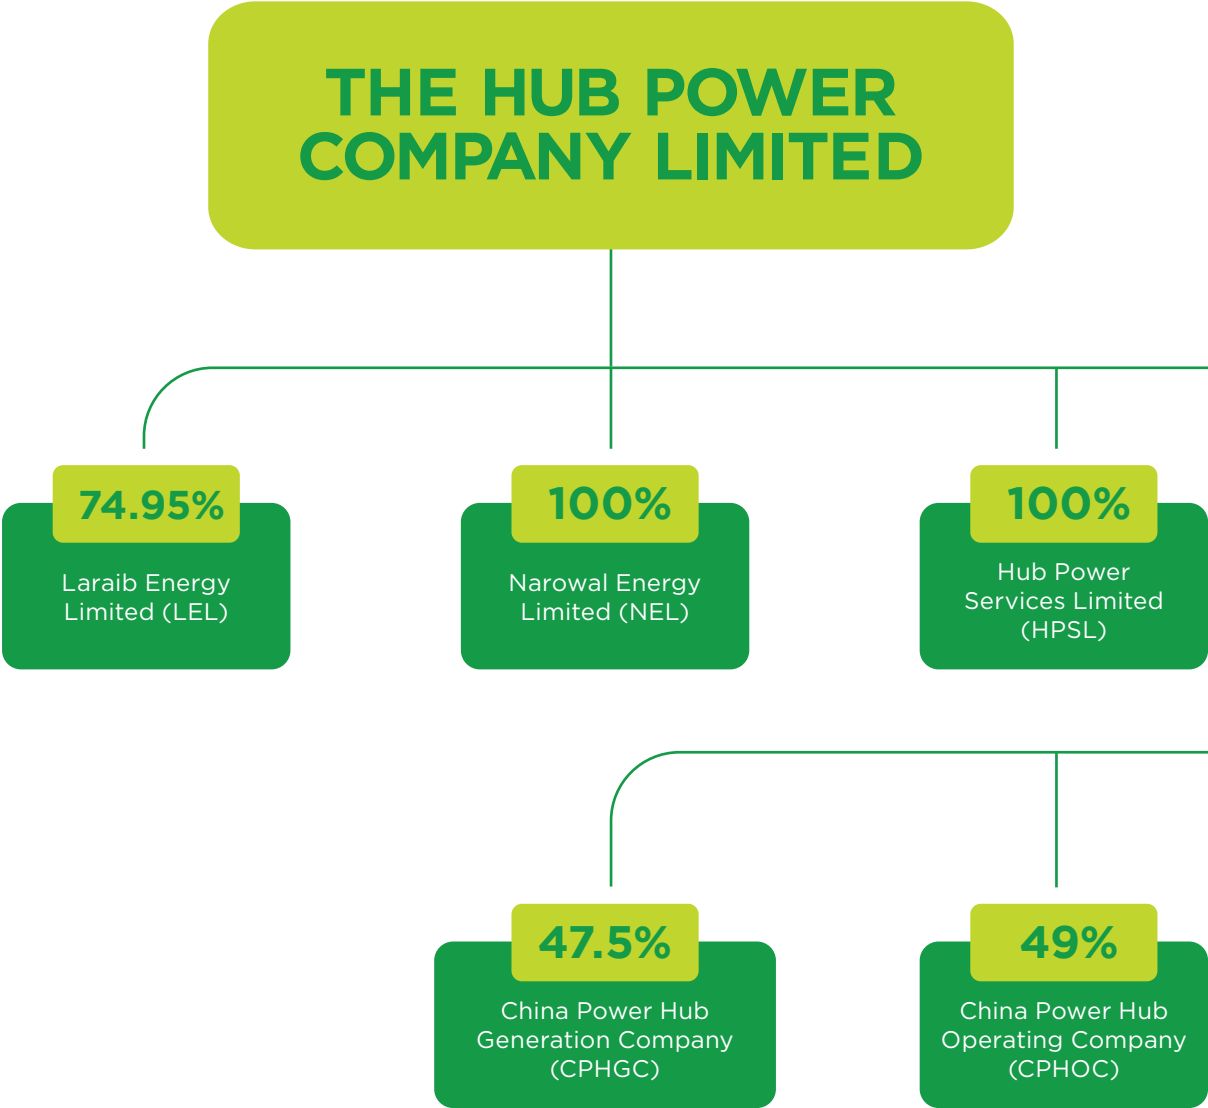 THE HUB POWER
COMPANY LIMITED
74.95%
Laraib Energy
Limited (LEL)
100%
Narowal Energy
Limited (NEL)
100%
Hub Power
Services Limited
(HPSL)
47.5%
China Power Hub
Generation Company
(CPHGC)
49%
China Power Hub
Operating Company
(CPHOC)